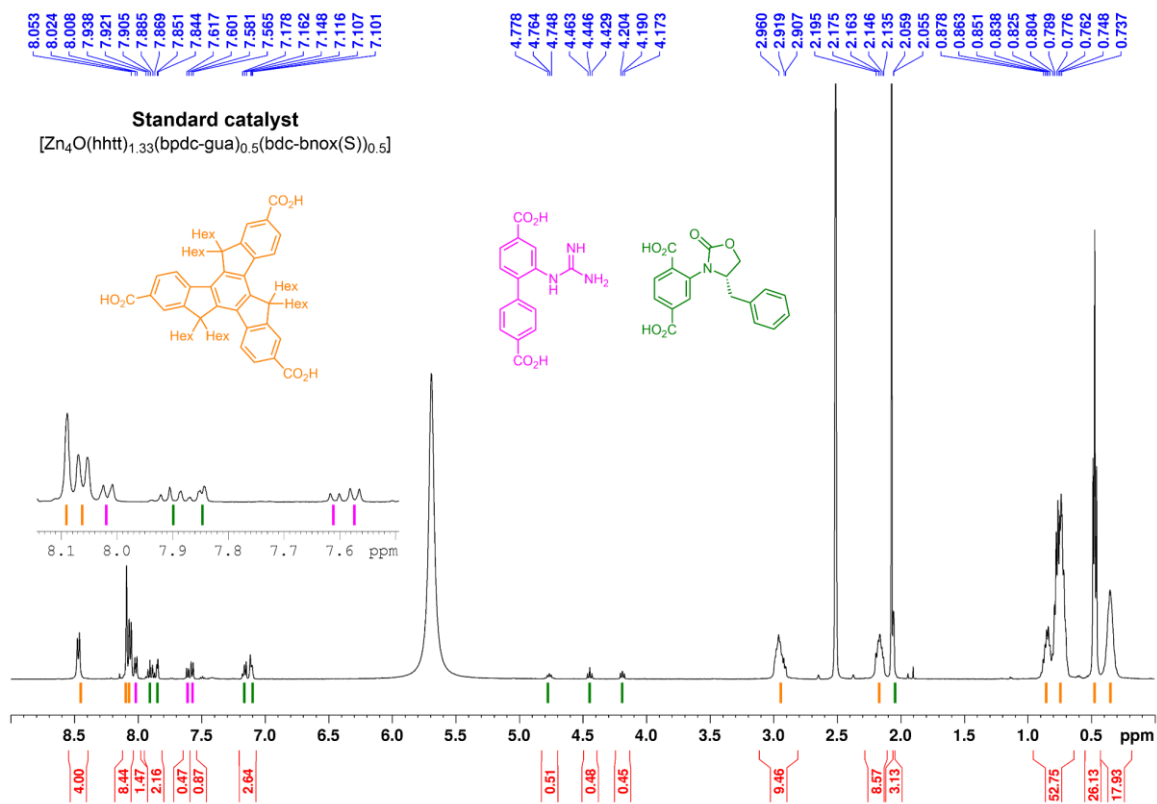 8.053 8.024 8.008 7.938 7.921 7.905 7.885 7.869 7.851 7.844 7.617 7.601 7.581 7.565 7.178 7.162 7.148 7.116 7.107 7.101 4.778 4.764 4.748 4.463 4.446 4.429 4.204 4.190 4.173 2.960 2.919 2.907 2.195 2.175 2.163 2.146 2.135 2.059 2.055 0.878 0.863 0.851 0.838 0.825 0.804 0.789 0.776 0.762 0.748 0.737
Standard catalyst
[Zn4O(hhtt)1.33(bpdc-gua)0.5(bdc-bnox(S))0.5]
CO2H
Hex
Hex
HO2C
Hex
Hex
Hex Hex
CO2H
CO2H
NH
N
H
NH2
CO2H
O
O
HO2C
N
HO2C
8.1 8.0 7.9 7.8 7.7 7.6 ppm
8.5 8.0 7.5 7.0 6.5 6.0 5.5 5.0 4.5 4.0 3.5 3.0 2.5 2.0 1.5 1.0 0.5 ppm
4.00 8.44 1.47 2.16 0.47 0.87 2.64 0.51 0.48 0.45 9.46 8.57 3.13 52.75 26.13 17.93